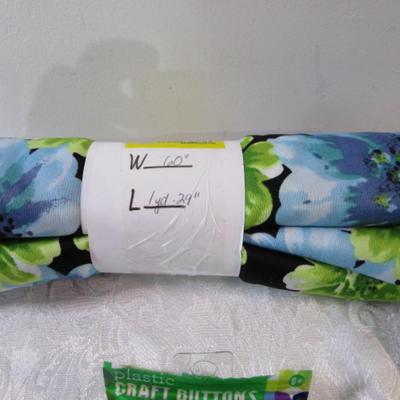 W 60"
L 1yd. 29"
plastic
CRAFT BUTTONS